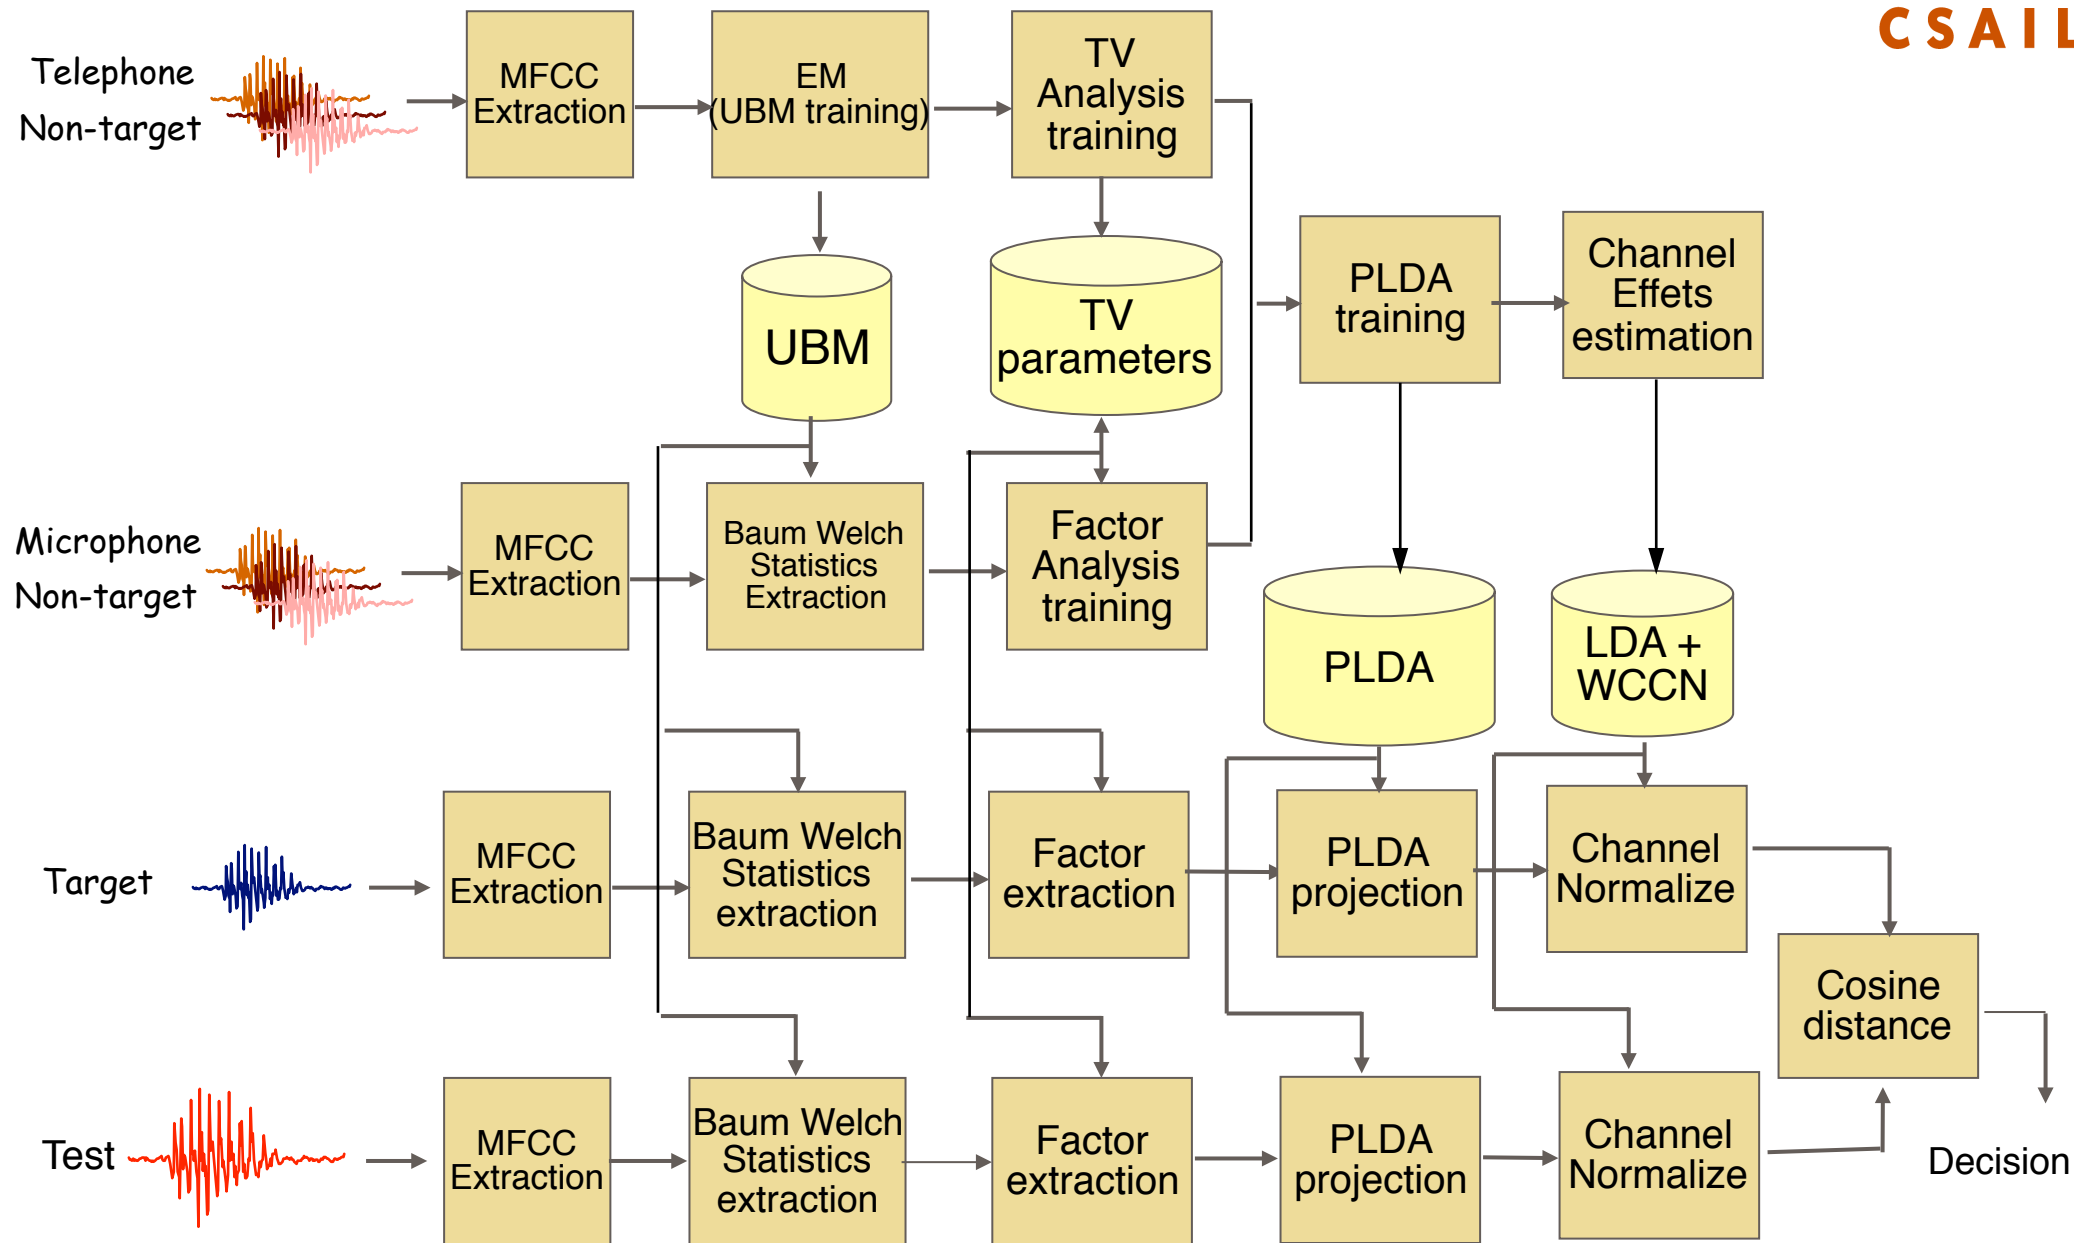 CSAIL
Telephone
Non-target
MFCC
Extraction
EM
(UBM training)
TV
Analysis
training
UBM
TV
parameters
PLDA
training
Channel
Effets
estimation
Microphone
Non-target
MFCC
Extraction
Baum Welch
Statistics
Extraction
Factor
Analysis
training
PLDA
LDA +
WCCN
Target
MFCC
Extraction
Baum Welch
Statistics
extraction
Factor
extraction
PLDA
projection
Channel
Normalize
Cosine
distance
Test
MFCC
Extraction
Baum Welch
Statistics
extraction
Factor
extraction
PLDA
projection
Channel
Normalize
Decision